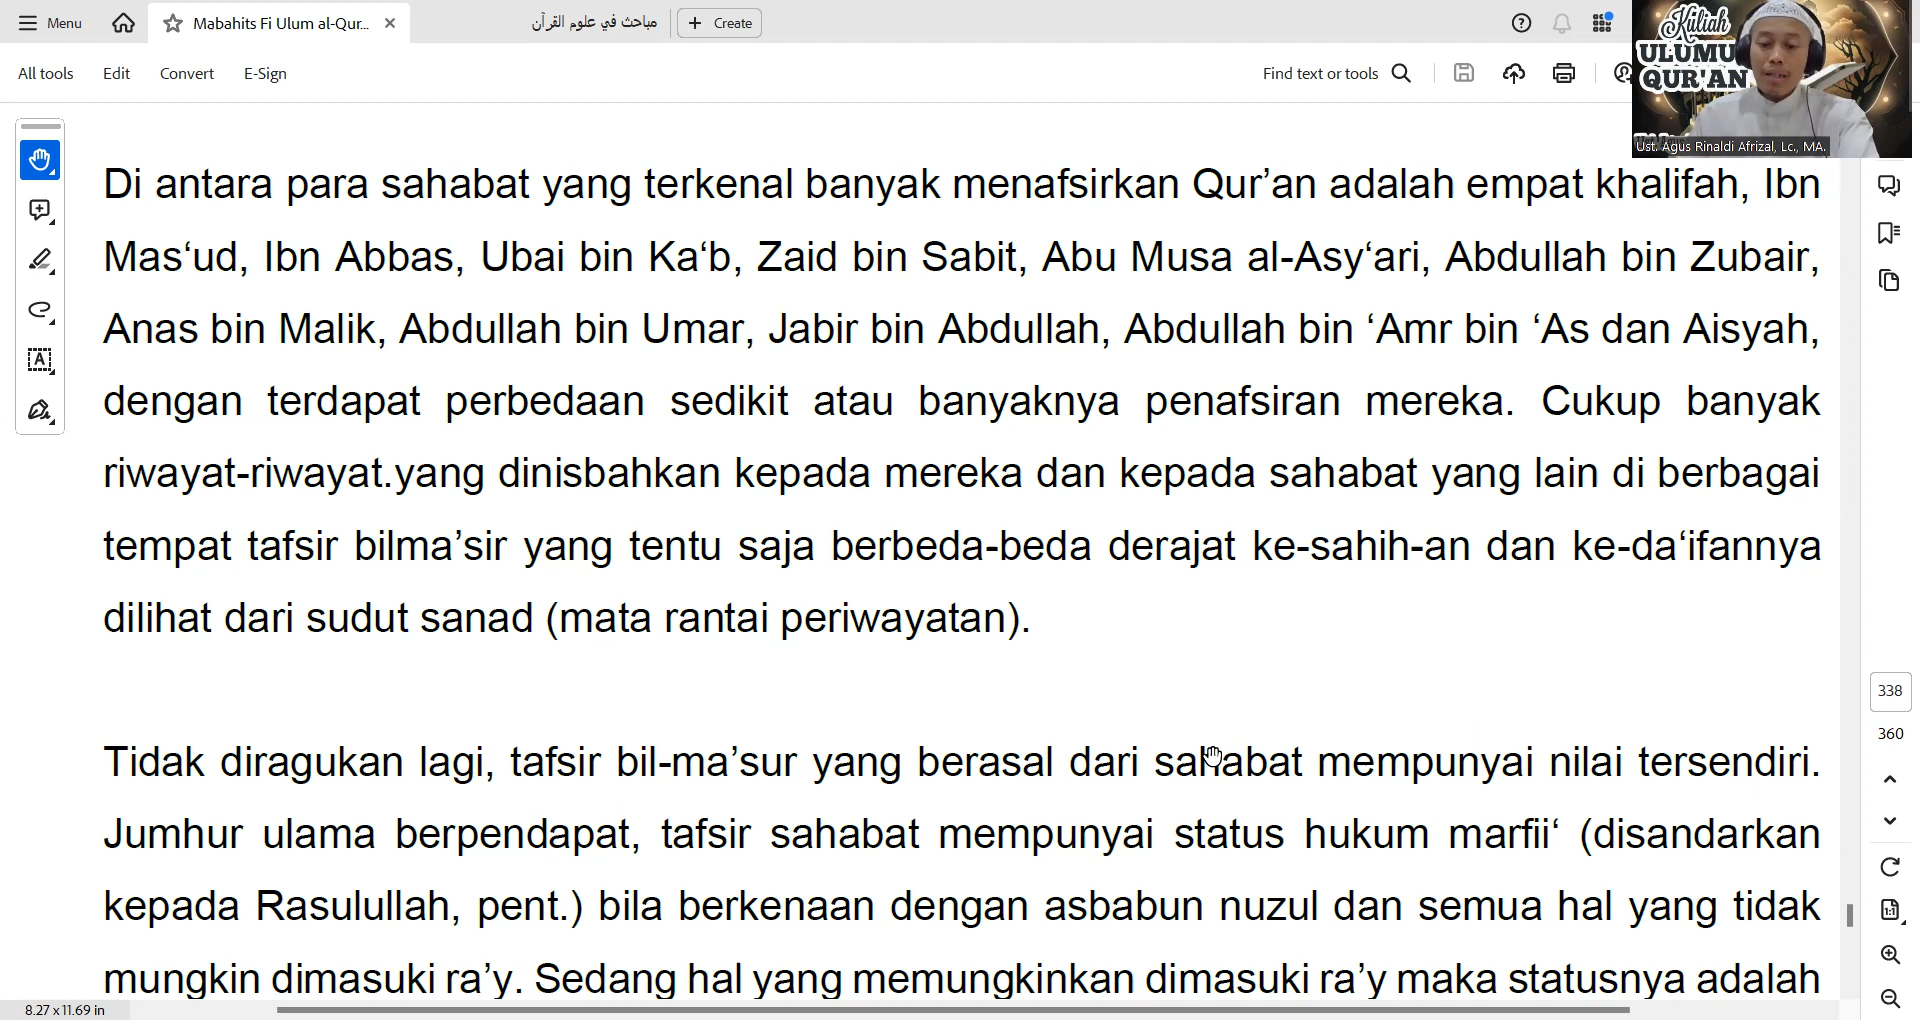 Menu
Mabahits Fi Ulum al-Qur...
مباحث في علوم القرآن
Create
All tools
Edit
Convert
E-Sign
Find text or tools
Kuliah
ULUMU
QUR'AN
Ust. Agus Rinaldi Afrizal, Lc., MA.
Di antara para sahabat yang terkenal banyak menafsirkan Qur’an adalah empat khalifah, Ibn
Mas‘ud, Ibn Abbas, Ubai bin Ka‘b, Zaid bin Sabit, Abu Musa al-Asy‘ari, Abdullah bin Zubair,
Anas bin Malik, Abdullah bin Umar, Jabir bin Abdullah, Abdullah bin ‘Amr bin ‘As dan Aisyah,
dengan terdapat perbedaan sedikit atau banyaknya penafsiran mereka. Cukup banyak
riwayat-riwayat.yang dinisbahkan kepada mereka dan kepada sahabat yang lain di berbagai
tempat tafsir bilma’sir yang tentu saja berbeda-beda derajat ke-sahih-an dan ke-da‘ifannya
dilihat dari sudut sanad (mata rantai periwayatan).
Tidak diragukan lagi, tafsir bil-ma’sur yang berasal dari sahabat mempunyai nilai tersendiri.
Jumhur ulama berpendapat, tafsir sahabat mempunyai status hukum marfii‘ (disandarkan
kepada Rasulullah, pent.) bila berkenaan dengan asbabun nuzul dan semua hal yang tidak
mungkin dimasuki ra’y. Sedang hal yang memungkinkan dimasuki ra’y maka statusnya adalah
338
360
8.27 x 11.69 in